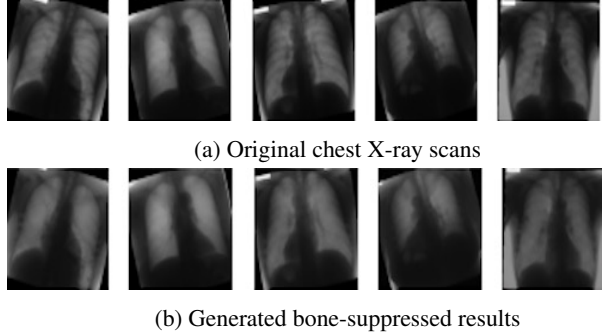 (a) Original chest X-ray scans
(b) Generated bone-suppressed results